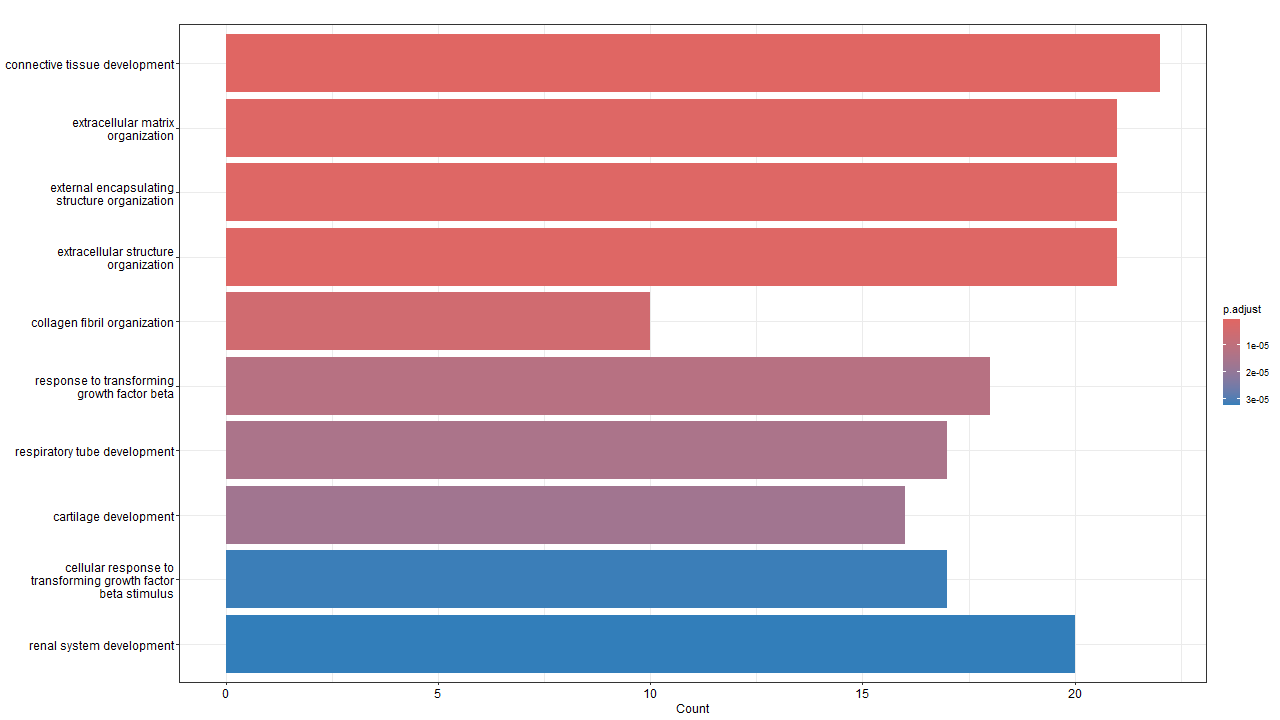 connective tissue development
extracellular matrix
organization
external encapsulating
structure organization
extracellular structure
organization
collagen fibril organization
response to transforming
growth factor beta
respiratory tube development
cartilage development
cellular response to
transforming growth factor
beta stimulus
renal system development
0
5
10
15
20
Count
p.adjust
1e-05
2e-05
3e-05